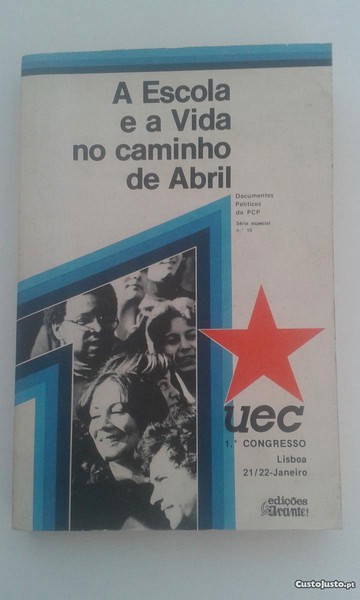 A Escola
e a Vida
no caminho
de Abril
Documentos
Políticos
do PCP
Série especial
n.º 10
uec
1.º CONGRESSO
Lisboa
21/22-Janeiro
edições
Avante!
CustoJusto.pt